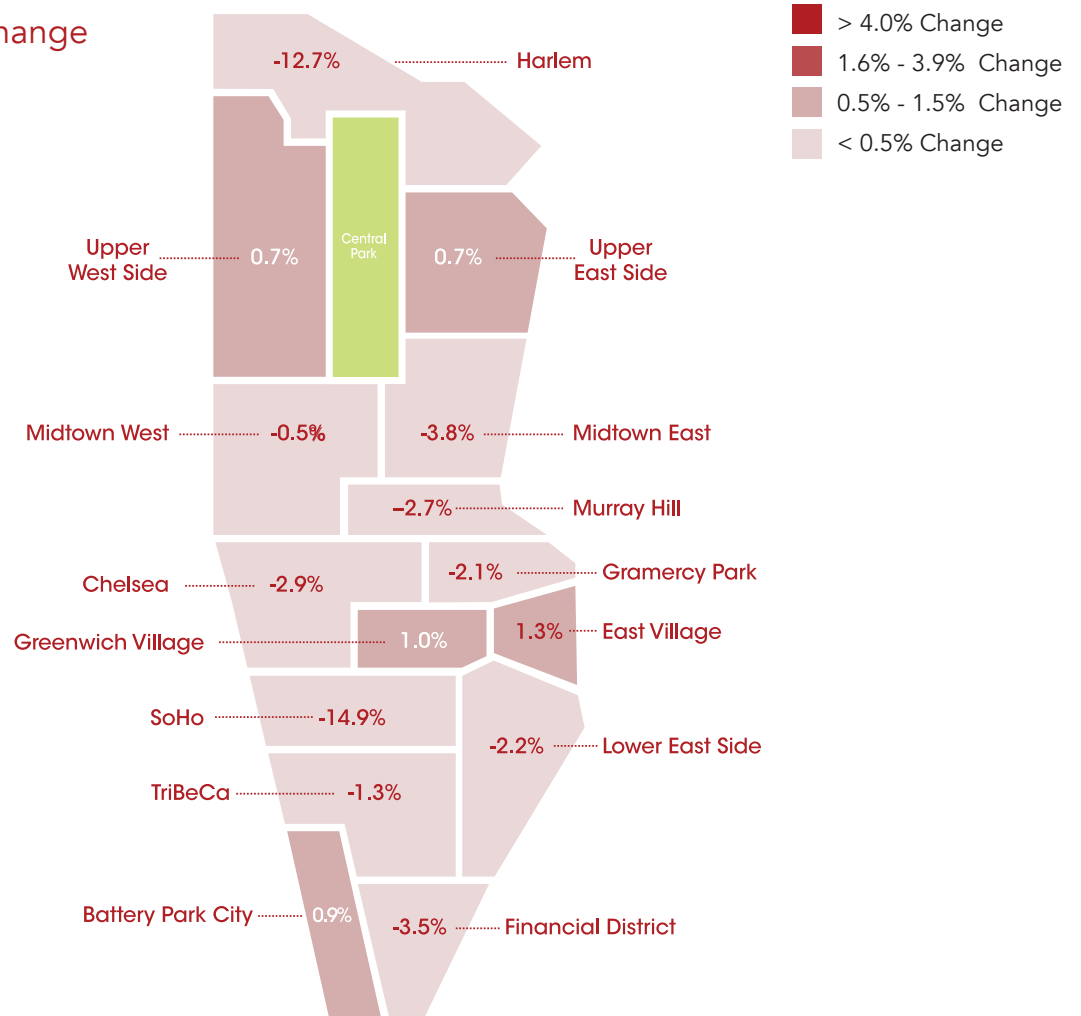 > 4.0% Change
1.6% - 3.9% Change
0.5% - 1.5% Change
< 0.5% Change
-12.7%
Harlem
Upper
West Side
0.7%
Central
Park
0.7%
Upper
East Side
Midtown West
-0.5%
-3.8%
Midtown East
–2.7%
Murray Hill
Chelsea
-2.9%
-2.1%
Gramercy Park
Greenwich Village
1.0%
1.3%
East Village
SoHo
-14.9%
-2.2%
Lower East Side
TriBeCa
-1.3%
Battery Park City
0.9%
-3.5%
Financial District